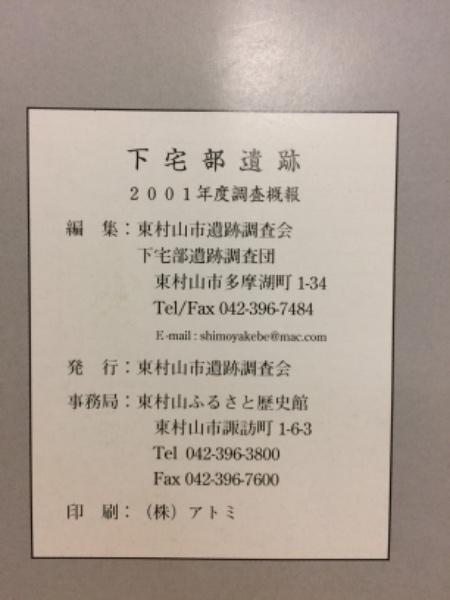 下宅部遺跡
2001年度調査概報
編 集：東村山市遺跡調査会
下宅部遺跡調査団
東村山市多摩湖町 1-34
Tel/Fax 042-396-7484
E-mail : shimoyakebe@mac.com
発 行：東村山市遺跡調査会
事務局：東村山ふるさと歴史館
東村山市諏訪町 1-6-3
Tel 042-396-3800
Fax 042-396-7600
印 刷：（株）アトミ